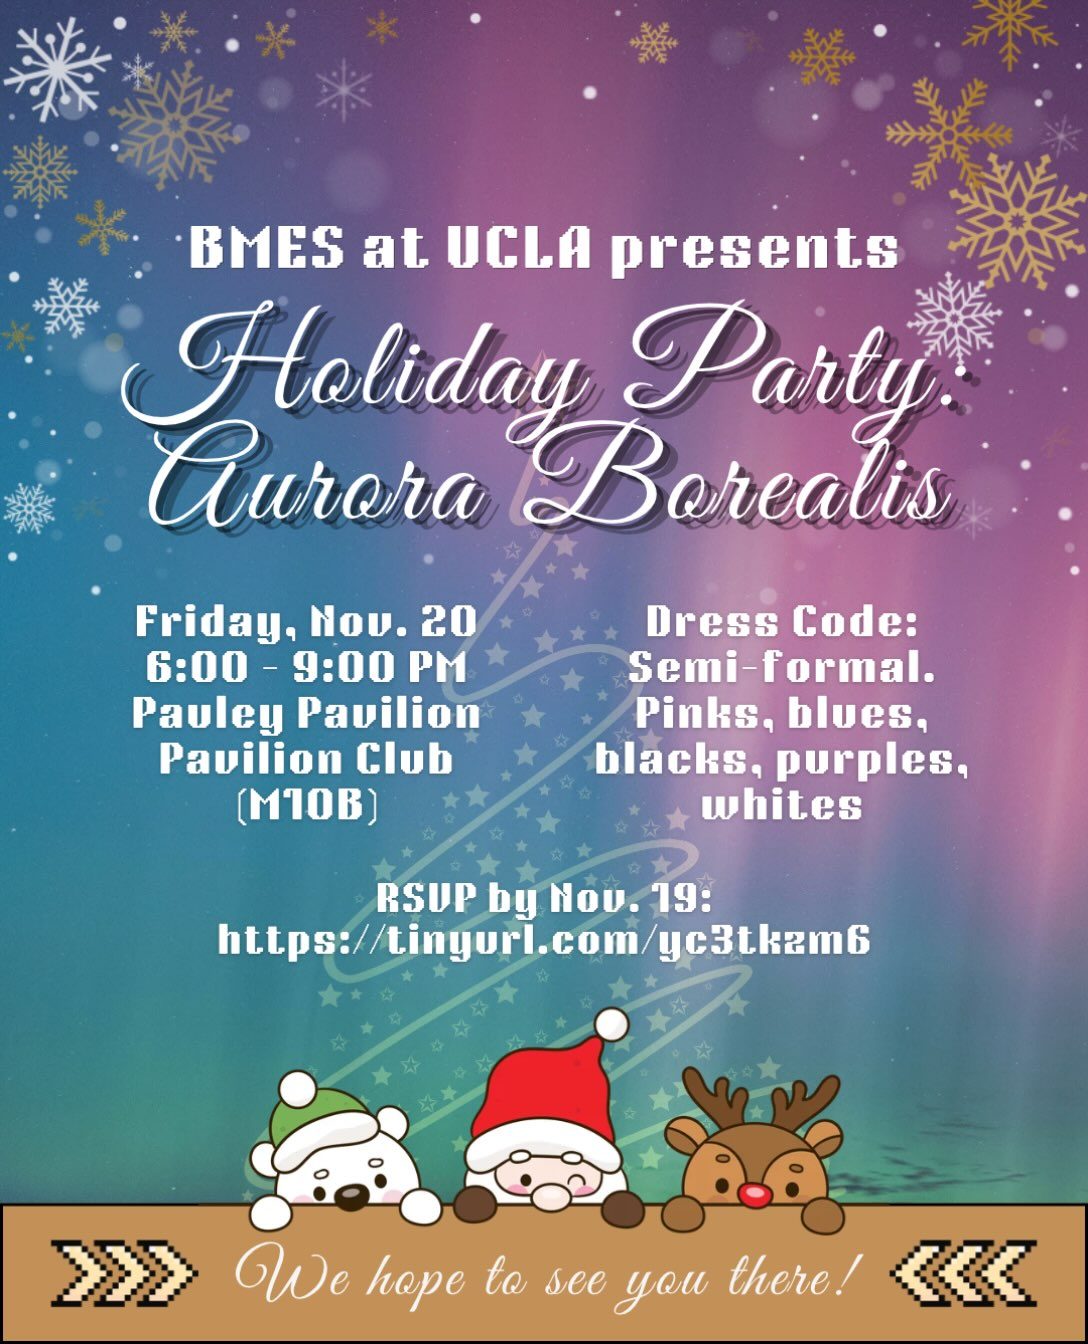 BMES at UCLA presents
Holiday Party:
Aurora Borealis
Friday, Nov. 20
6:00 - 9:00 PM
Pauley Pavilion
Pavilion Club
(M10B)
Dress Code:
Semi-formal.
Pinks, blues,
blacks, purples,
whites
RSVP by Nov. 19:
https://tinyurl.com/yc3tkzm6
We hope to see you there!